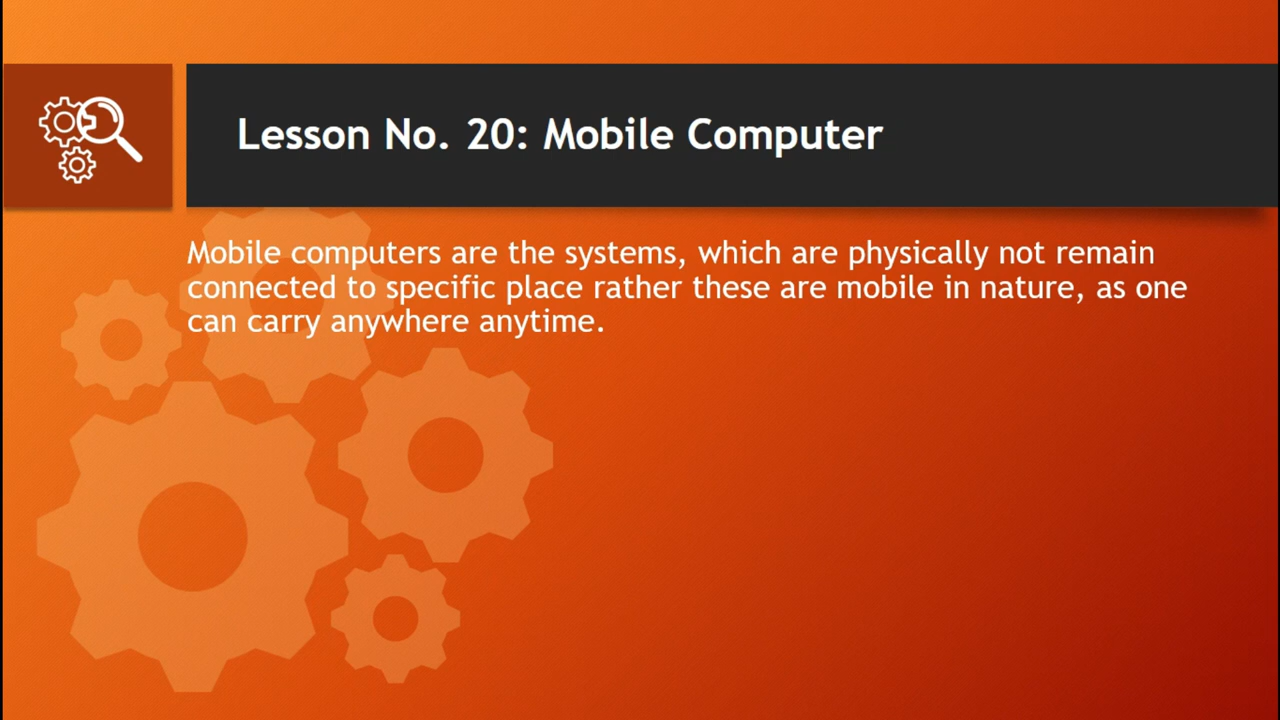 Lesson No. 20: Mobile Computer
Mobile computers are the systems, which are physically not remain
connected to specific place rather these are mobile in nature, as one
can carry anywhere anytime.